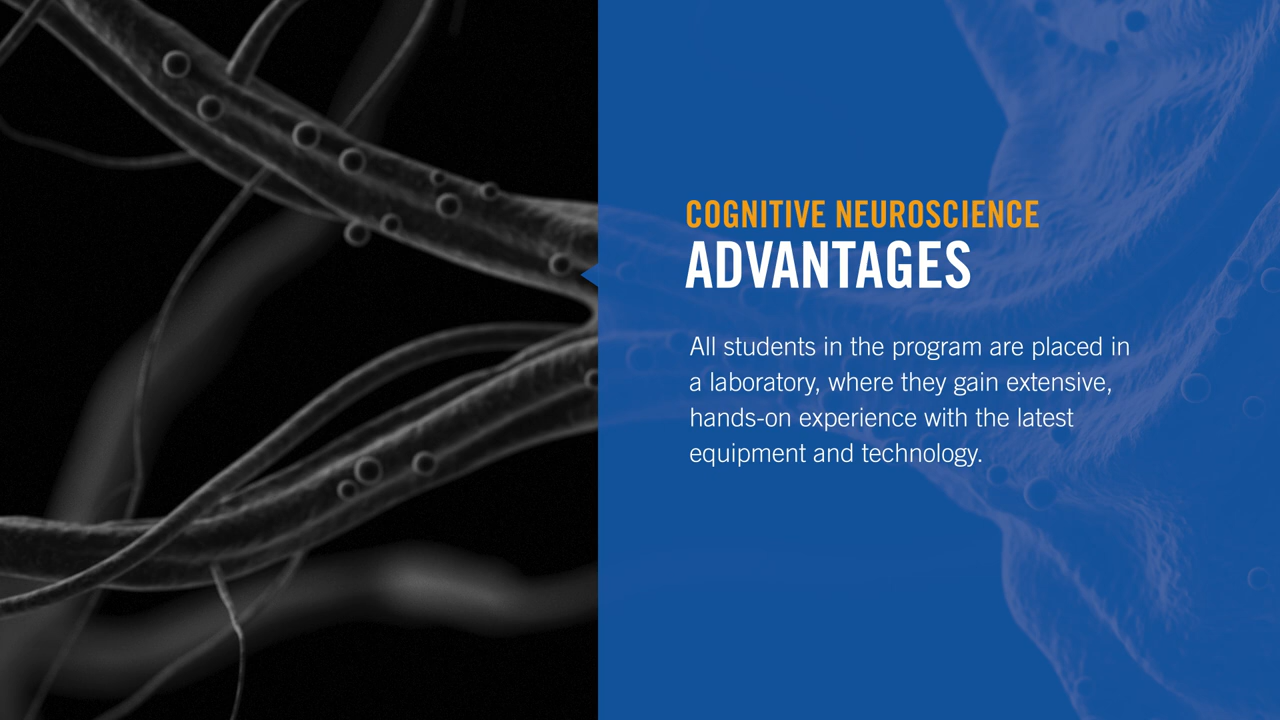 COGNITIVE NEUROSCIENCE
ADVANTAGES
All students in the program are placed in
a laboratory, where they gain extensive,
hands-on experience with the latest
equipment and technology.